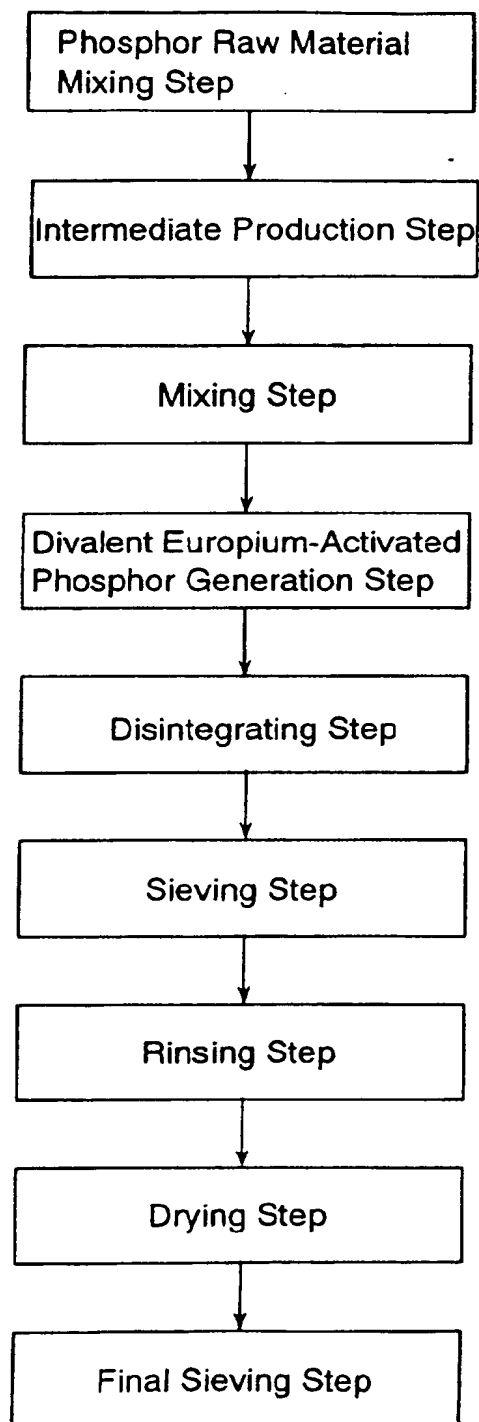 Phosphor Raw Material
Mixing Step
Intermediate Production Step
Mixing Step
Divalent Europium-Activated
Phosphor Generation Step
Disintegrating Step
Sieving Step
Rinsing Step
Drying Step
Final Sieving Step